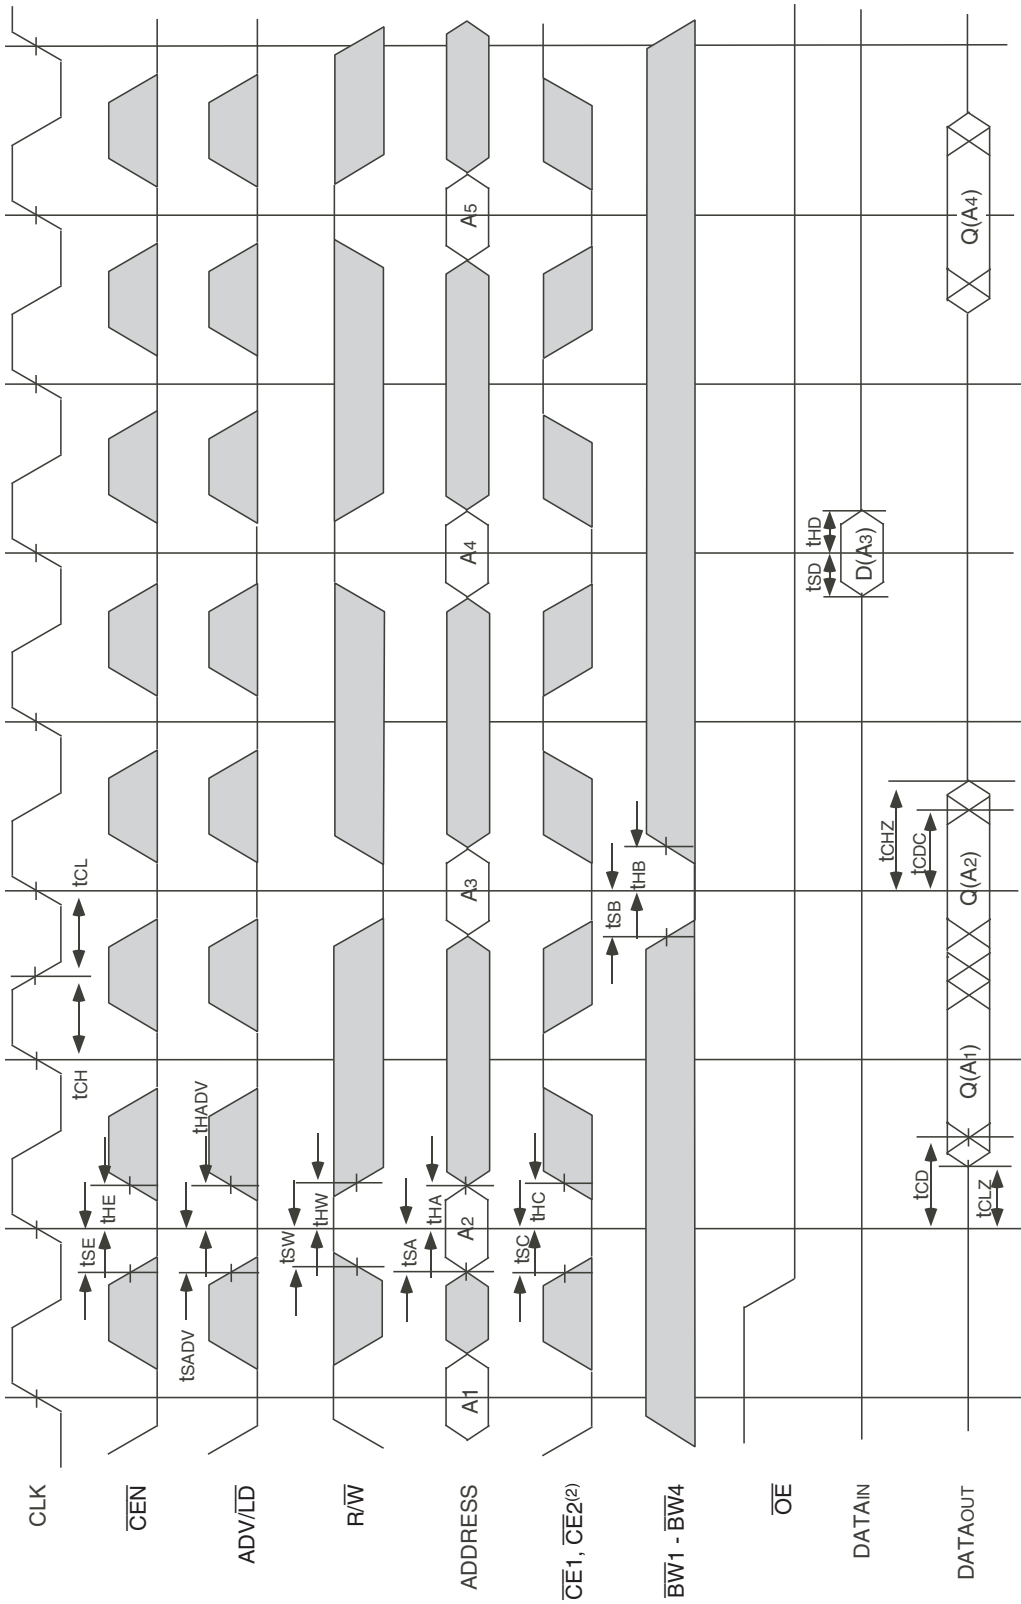 CLK
tCH
tCL
CEN
tSE
tHE
ADV/LD
tSADV
tHADV
R/W
tSW
tHW
ADDRESS
A1
tSA
tHA
A2
A3
A4
A5
CE1, CE2(2)
tSC
tHC
BW1 - BW4
tSB
tHB
OE
DATAIN
tSD
tHD
D(A3)
DATAOUT
tCD
tCLZ
Q(A1)
tCHZ
tCDC
Q(A2)
Q(A4)